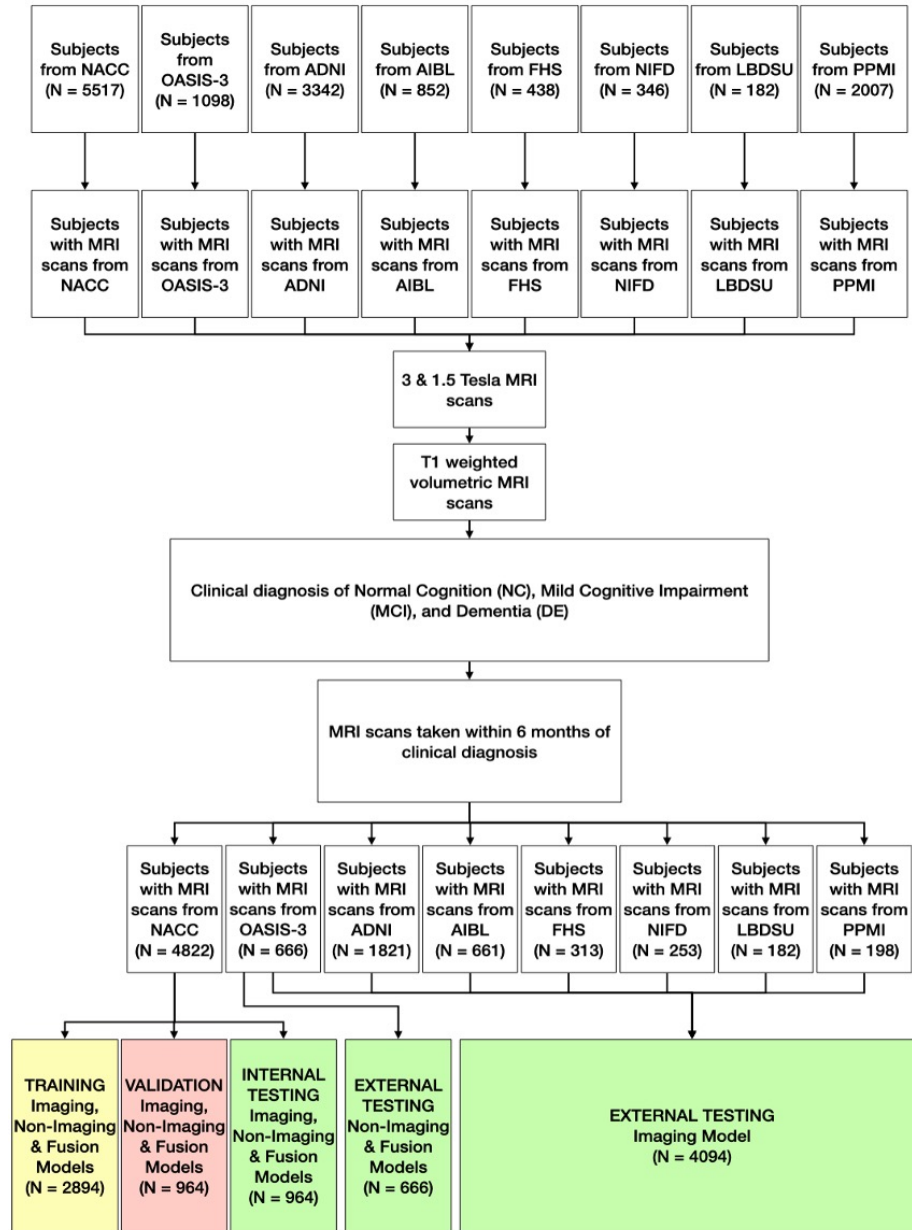 Subjects
from NACC
(N = 5517)
Subjects
from
OASIS-3
(N = 1098)
Subjects
from ADNI
(N = 3342)
Subjects
from AIBL
(N = 852)
Subjects
from FHS
(N = 438)
Subjects
from NIFD
(N = 346)
Subjects
from LBDSU
(N = 182)
Subjects
from PPMI
(N = 2007)
Subjects
with MRI
scans from
NACC
Subjects
with MRI
scans from
OASIS-3
Subjects
with MRI
scans from
ADNI
Subjects
with MRI
scans from
AIBL
Subjects
with MRI
scans from
FHS
Subjects
with MRI
scans from
NIFD
Subjects
with MRI
scans from
LBDSU
Subjects
with MRI
scans from
PPMI
3 & 1.5 Tesla MRI
scans
T1 weighted
volumetric MRI
scans
Clinical diagnosis of Normal Cognition (NC), Mild Cognitive Impairment
(MCI), and Dementia (DE)
MRI scans taken within 6 months of
clinical diagnosis
Subjects
with MRI
scans from
NACC
(N = 4822)
Subjects
with MRI
scans from
OASIS-3
(N = 666)
Subjects
with MRI
scans from
ADNI
(N = 1821)
Subjects
with MRI
scans from
AIBL
(N = 661)
Subjects
with MRI
scans from
FHS
(N = 313)
Subjects
with MRI
scans from
NIFD
(N = 253)
Subjects
with MRI
scans from
LBDSU
(N = 182)
Subjects
with MRI
scans from
PPMI
(N = 198)
TRAINING
Imaging,
Non-Imaging
& Fusion
Models
(N = 2894)
VALIDATION
Imaging,
Non-Imaging
& Fusion
Models
(N = 964)
INTERNAL
TESTING
Imaging,
Non-Imaging
& Fusion
Models
(N = 964)
EXTERNAL
TESTING
Non-Imaging
& Fusion
Models
(N = 666)
EXTERNAL TESTING
Imaging Model
(N = 4094)